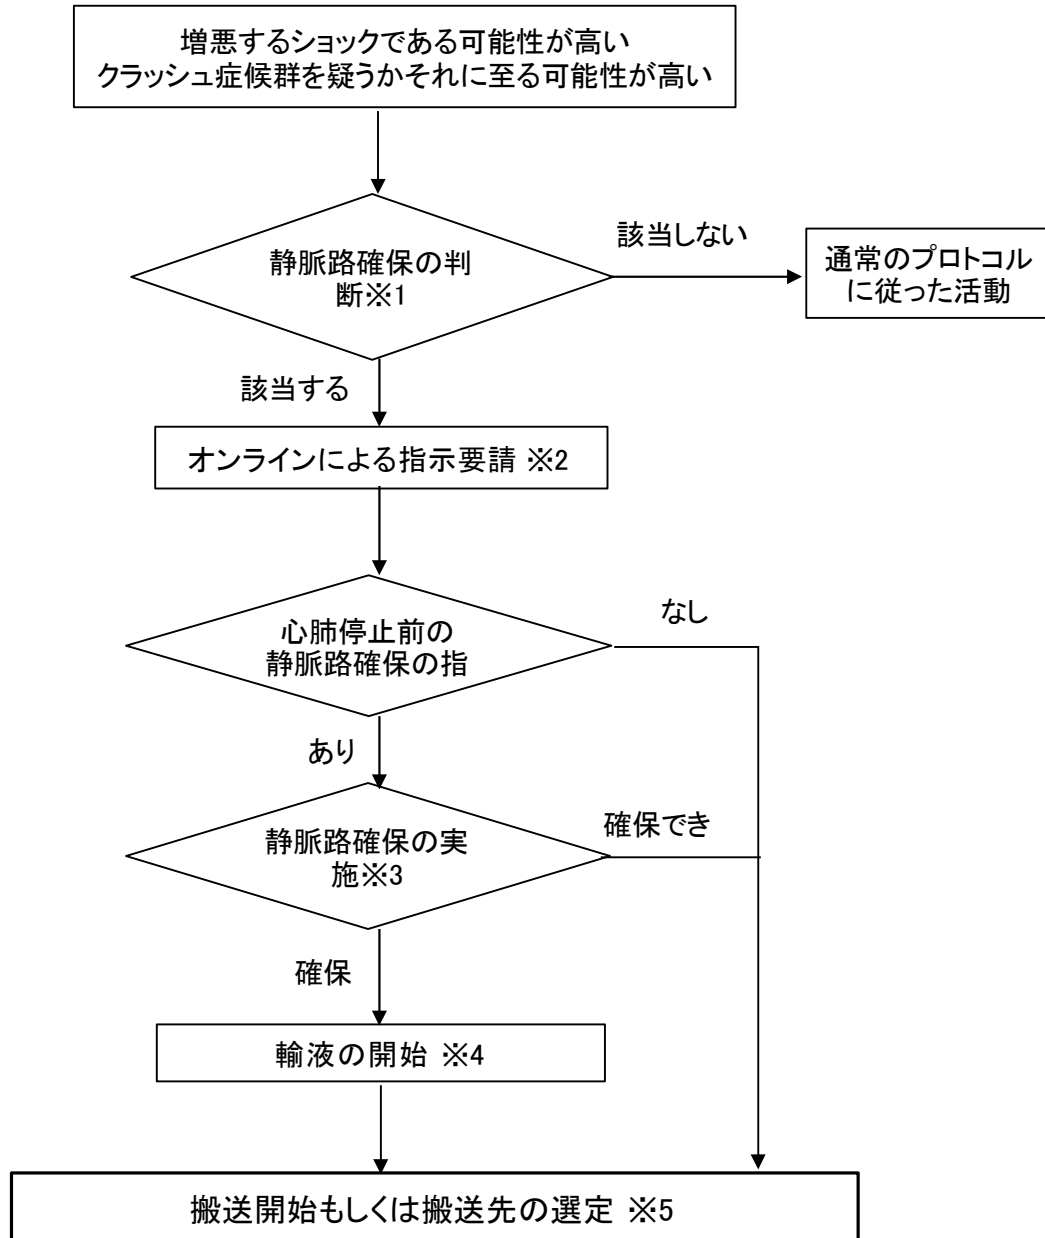 増悪するショックである可能性が高い
クラッシュ症候群を疑うかそれに至る可能性が高い
静脈路確保の判
断※1
該当しない
通常のプロトコル
に従った活動
該当する
オンラインによる指示要請 ※2
心肺停止前の
静脈路確保の指
なし
あり
静脈路確保の実
施※3
確保でき
確保
輸液の開始 ※4
搬送開始もしくは搬送先の選定 ※5